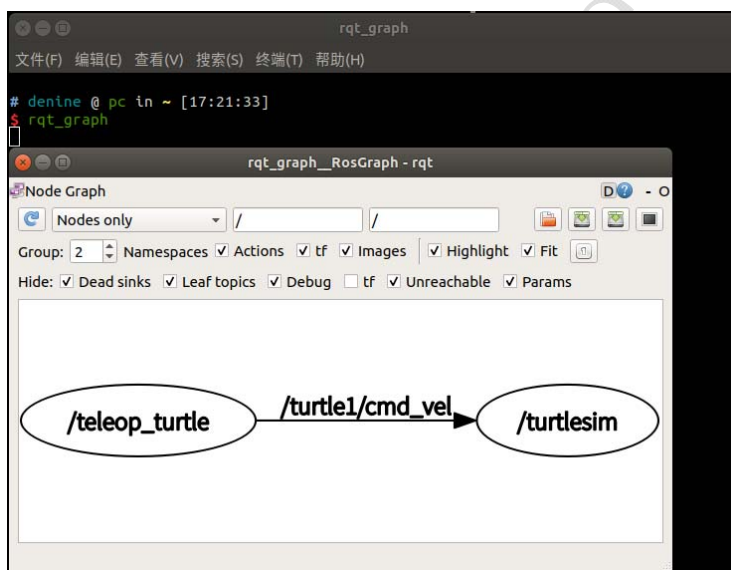 rqt_graph
文件(F) 编辑(E) 查看(V) 搜索(S) 终端(T) 帮助(H)
# denine @ pc in ~ [17:21:33]
$ rqt_graph
rqt_graph__RosGraph - rqt
Node Graph D ? - O
Nodes only / /
Group: 2 Namespaces Actions tf Images Highlight Fit
Hide: Dead sinks Leaf topics Debug tf Unreachable Params
/teleop_turtle /turtle1/cmd_vel /turtlesim